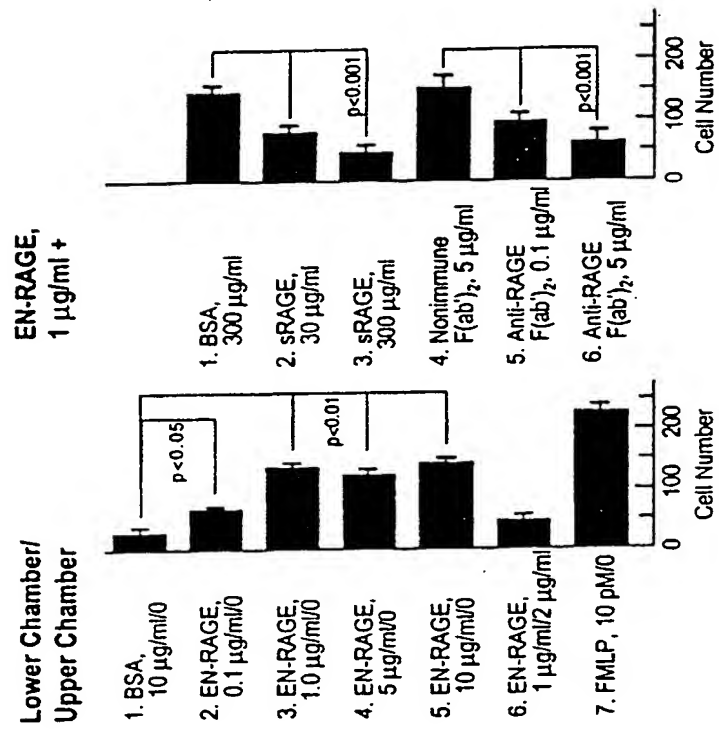 Lower Chamber/
Upper Chamber
1. BSA,
10 µg/ml/0
2. EN-RAGE,
0.1 µg/ml/0
3. EN-RAGE,
1.0 µg/ml/0
4. EN-RAGE,
5 µg/ml/0
5. EN-RAGE,
10 µg/ml/0
6. EN-RAGE,
1 µg/ml/2 µg/ml
7. FMLP, 10 pM/0
p<0.05
p<0.01
0 100 200
Cell Number
EN-RAGE,
1 µg/ml +
1. BSA,
300 µg/ml
2. sRAGE,
30 µg/ml
3. sRAGE,
300 µg/ml
4. Nonimmune
F(ab')₂, 5 µg/ml
5. Anti-RAGE
F(ab')₂, 0.1 µg/ml
6. Anti-RAGE
F(ab')₂, 5 µg/ml
p<0.001
p<0.001
0 100 200
Cell Number